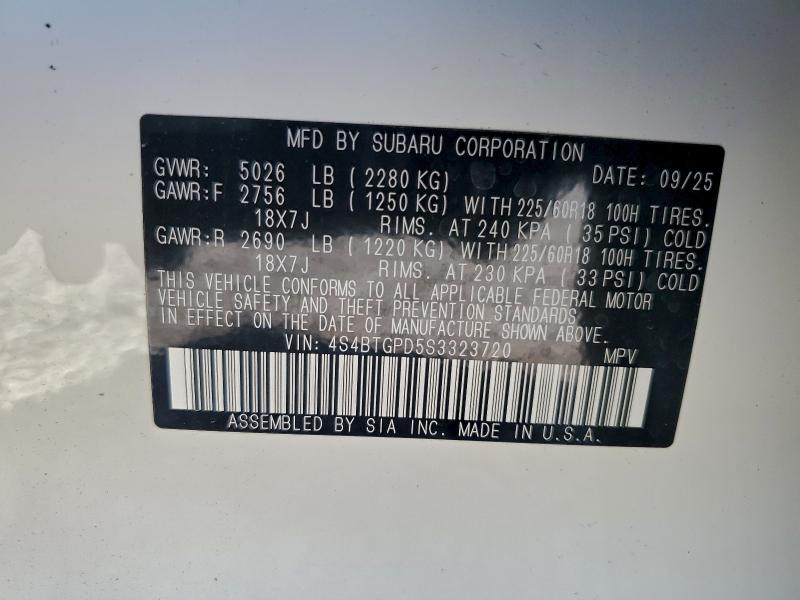 MFD BY SUBARU CORPORATION
GVWR: 5026 LB ( 2280 KG) DATE: 09/25
GAWR:F 2756 LB ( 1250 KG) WITH 225/60R18 100H TIRES.
18X7J RIMS. AT 240 KPA ( 35 PSI) COLD
GAWR:R 2690 LB ( 1220 KG) WITH 225/60R18 100H TIRES.
18X7J RIMS. AT 230 KPA ( 33 PSI) COLD
THIS VEHICLE CONFORMS TO ALL APPLICABLE FEDERAL MOTOR
VEHICLE SAFETY AND THEFT PREVENTION STANDARDS
IN EFFECT ON THE DATE OF MANUFACTURE SHOWN ABOVE.
VIN: 4S4BTGPD5S3323720 MPV
ASSEMBLED BY SIA INC. MADE IN U.S.A.